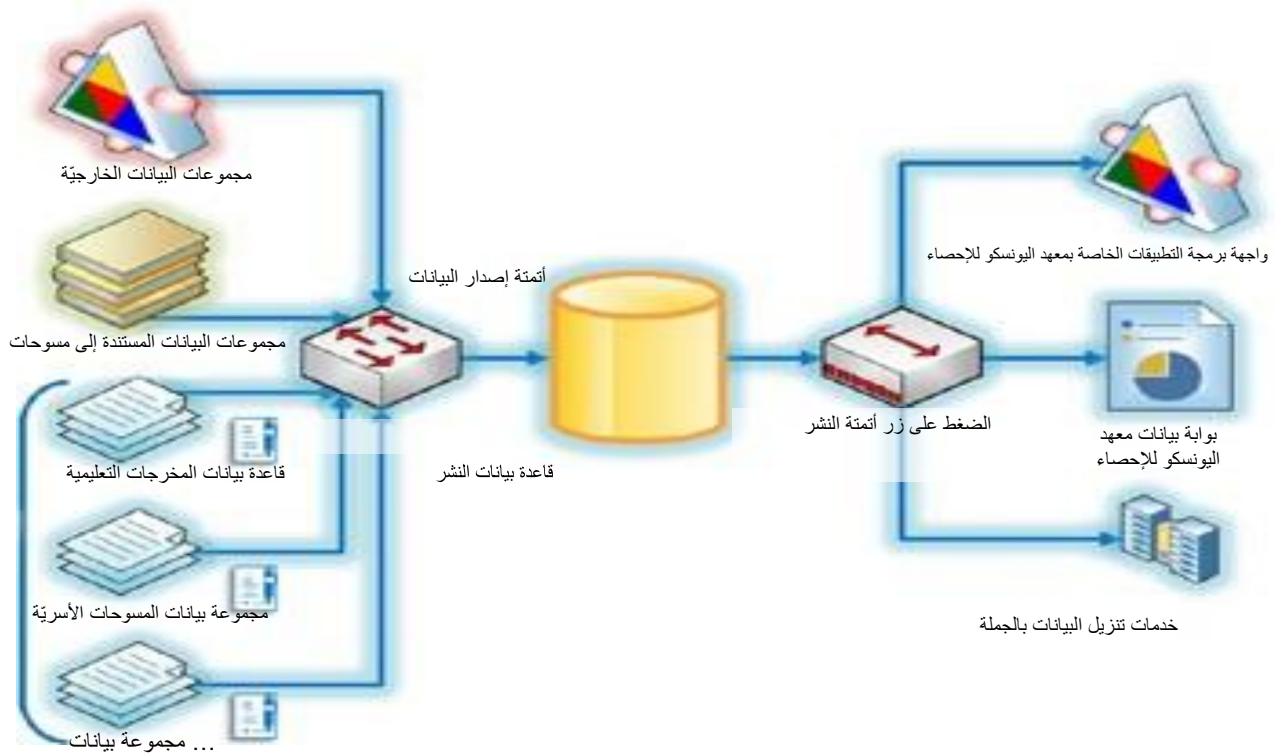 مجموعات البيانات الخارجيّة
واجهة برمجة التطبيقات الخاصة بمعهد اليونسكو للإحصاء
أتمتة إصدار البيانات
مجموعات البيانات المستندة إلى مسوحات
الضغط على زر أتمتة النشر
بوابة بيانات معهد
اليونسكو للإحصاء
قاعدة بيانات المخرجات التعليمية
قاعدة بيانات النشر
مجموعة بيانات المسوحات الأسريّة
خدمات تنزيل البيانات بالجملة
... مجموعة بيانات